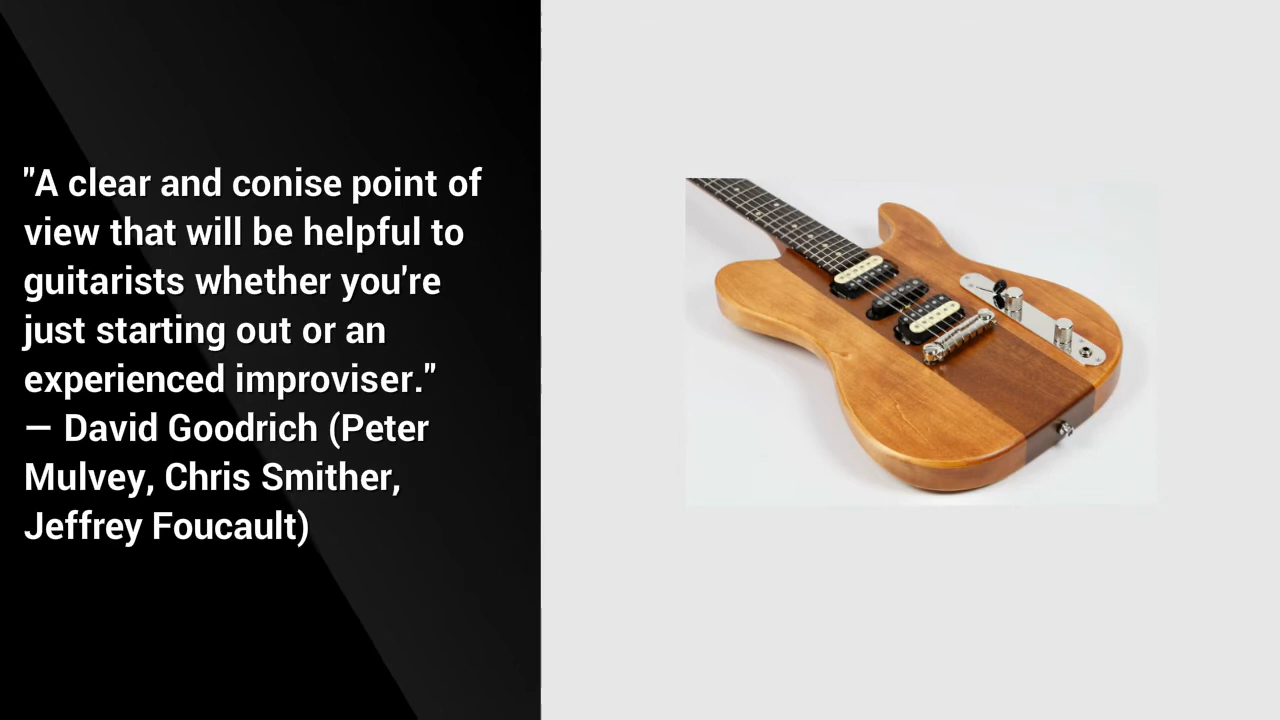 "A clear and conise point of
view that will be helpful to
guitarists whether you're
just starting out or an
experienced improviser."
— David Goodrich (Peter
Mulvey, Chris Smither,
Jeffrey Foucault)